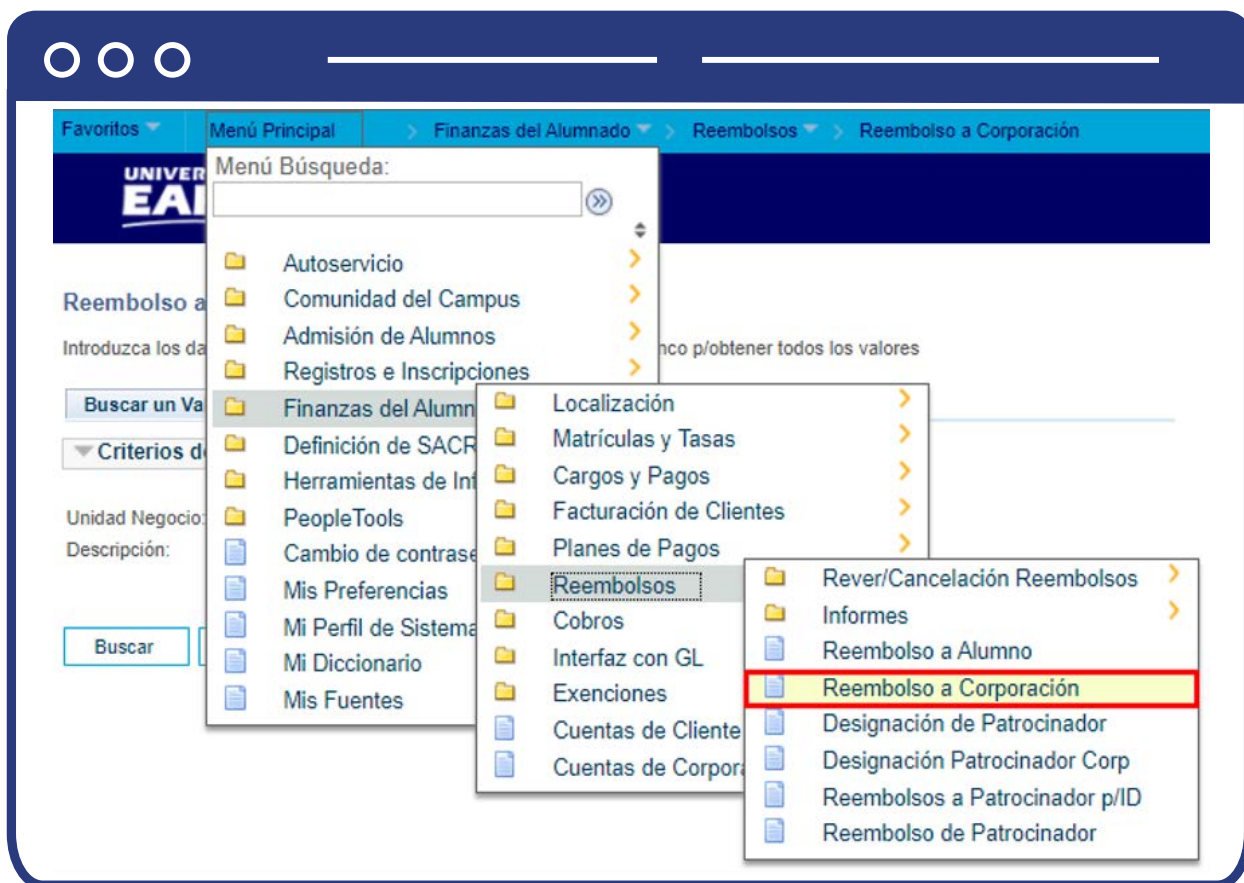 Favoritos Menú Principal Finanzas del Alumnado Reembolsos Reembolso a Corporación
Menú Búsqueda:
Autoservicio
Comunidad del Campus
Admisión de Alumnos
Registros e Inscripciones
Finanzas del Alumn
Definición de SACR
Herramientas de Inf
PeopleTools
Cambio de contrase
Mis Preferencias
Mi Perfil de Sistema
Mi Diccionario
Mis Fuentes
Reembolso a
Introduzca los da
nco p/obtener todos los valores
Buscar un Va
Criterios d
Unidad Negocio:
Descripción:
Buscar
Localización
Matrículas y Tasas
Cargos y Pagos
Facturación de Clientes
Planes de Pagos
Reembolsos
Cobros
Interfaz con GL
Exenciones
Cuentas de Cliente
Cuentas de Corpora
Rever/Cancelación Reembolsos
Informes
Reembolso a Alumno
Reembolso a Corporación
Designación de Patrocinador
Designación Patrocinador Corp
Reembolsos a Patrocinador p/ID
Reembolso de Patrocinador